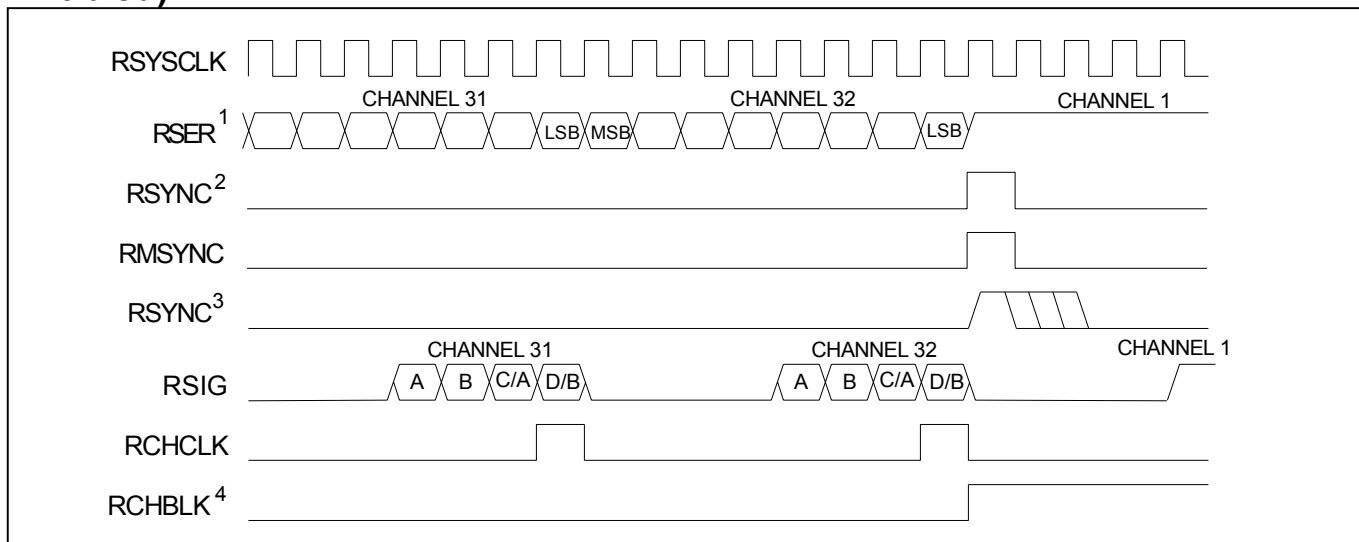 RSYSCLK
CHANNEL 31 CHANNEL 32 CHANNEL 1
RSER1 LSB MSB LSB
RSYNC2
RMSYNC
RSYNC3
CHANNEL 31 CHANNEL 32 CHANNEL 1
RSIG A B C/A D/B A B C/A D/B
RCHCLK
RCHBLK4